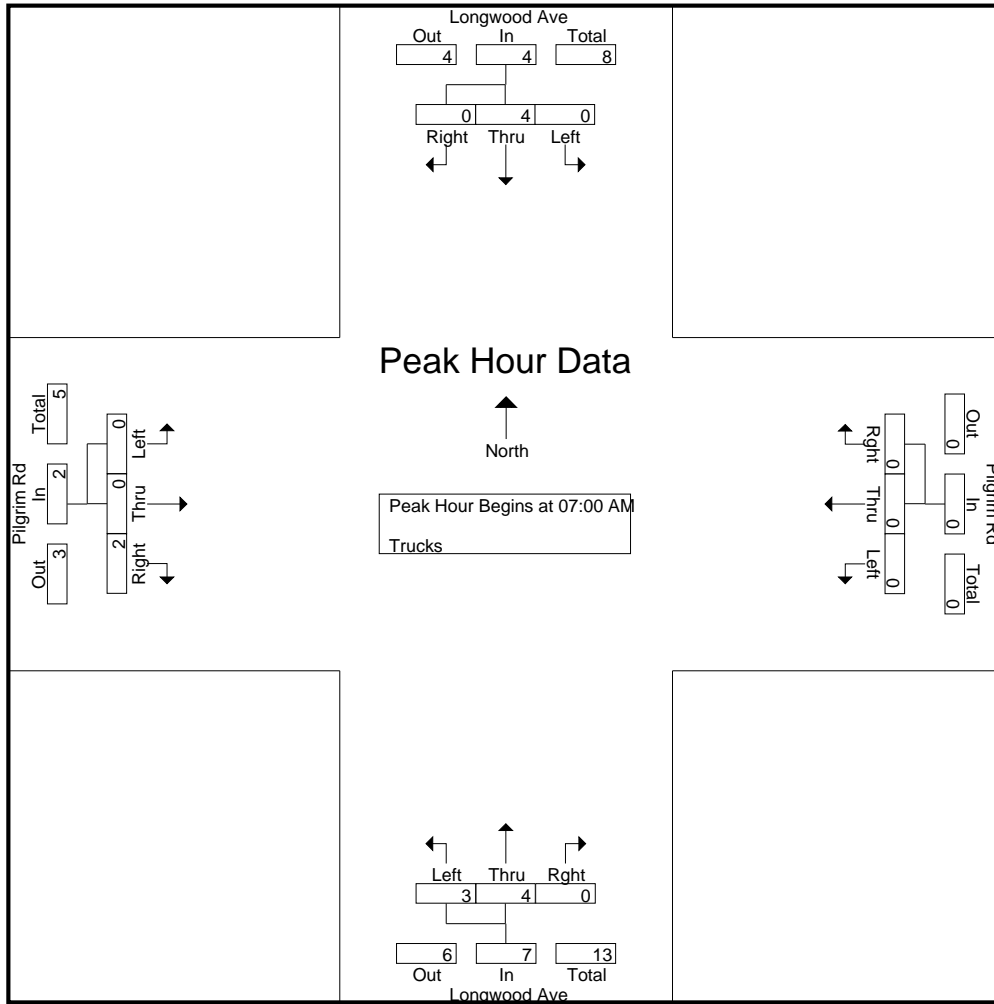 Longwood Ave
Out In Total
4 4 8
0 4 0
Right Thru Left
Peak Hour Data
North
Peak Hour Begins at 07:00 AM
Trucks
Pilgrim Rd
Out In Total
3 2 5
Left Thru Right
0 0 2
Pilgrim Rd
Out In Total
0 0 0
Rght Thru Left
0 0 0
Left Thru Rght
3 4 0
6 7 13
Out In Total
Longwood Ave